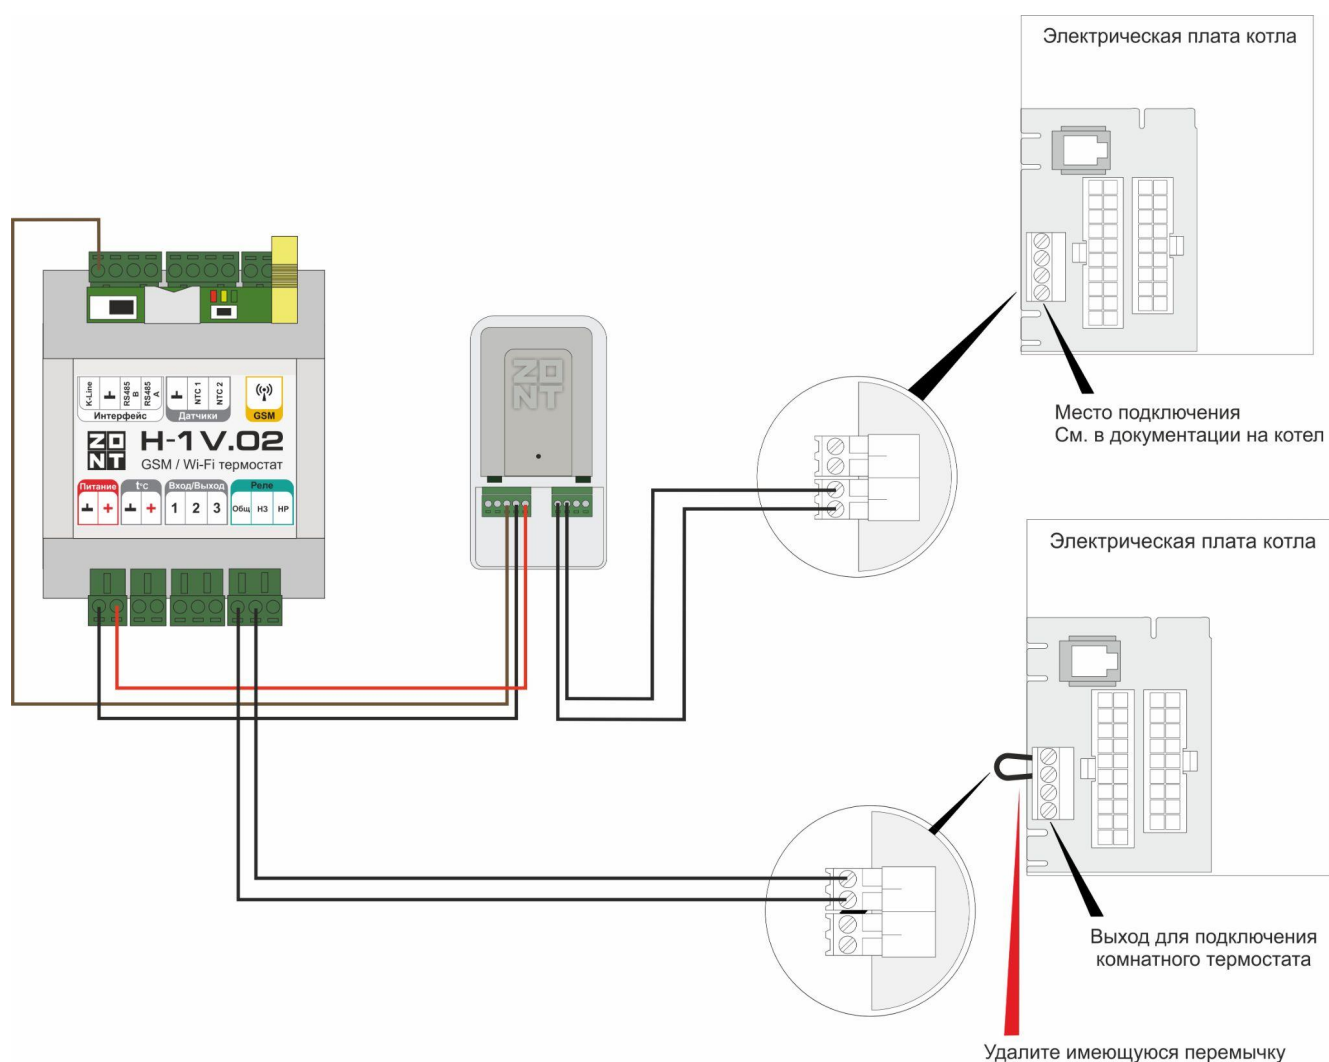 Электрическая плата котла
Место подключения
См. в документации на котел
K-Line
RS485 B
RS485 A
Интерфейс
NTC 1
NTC 2
Датчики
GSM
ZONT
H-1V.02
GSM / Wi-Fi термостат
Питание
t°C
Вход/Выход
Реле
+
+
1
2
3
Общ
НЗ
НР
ZONT
Электрическая плата котла
Выход для подключения
комнатного термостата
Удалите имеющуюся перемычку